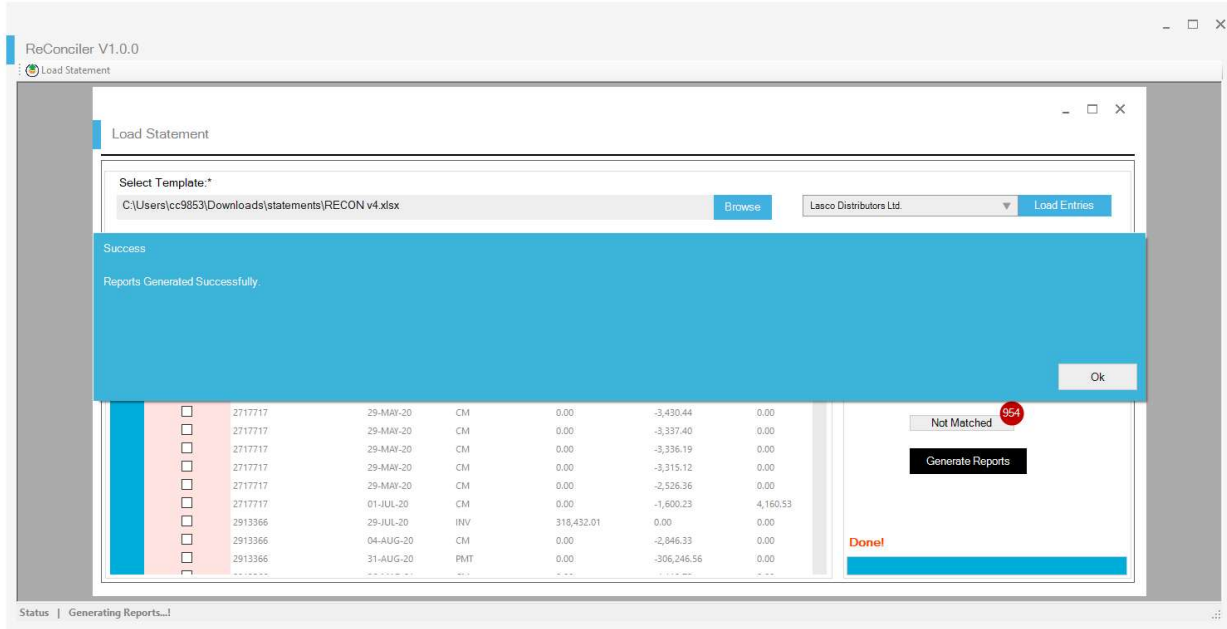 ReConciler V1.0.0
Load Statement
Load Statement
Select Template:*
C:\Users\cc9853\Downloads\statements\RECON v4.xlsx Browse Lasco Distributors Ltd. Load Entries
Success
Reports Generated Successfully.
Ok
2717717 29-MAY-20 CM 0.00 -3,430.44 0.00
2717717 29-MAY-20 CM 0.00 -3,337.40 0.00
2717717 29-MAY-20 CM 0.00 -3,336.19 0.00
2717717 29-MAY-20 CM 0.00 -3,315.12 0.00
2717717 29-MAY-20 CM 0.00 -2,526.36 0.00
2717717 01-JUL-20 CM 0.00 -1,600.23 4,160.53
2913366 29-JUL-20 INV 318,432.01 0.00 0.00
2913366 04-AUG-20 CM 0.00 -2,846.33 0.00
2913366 31-AUG-20 PMT 0.00 -306,246.56 0.00
Not Matched 954
Generate Reports
Done!
Status | Generating Reports...!